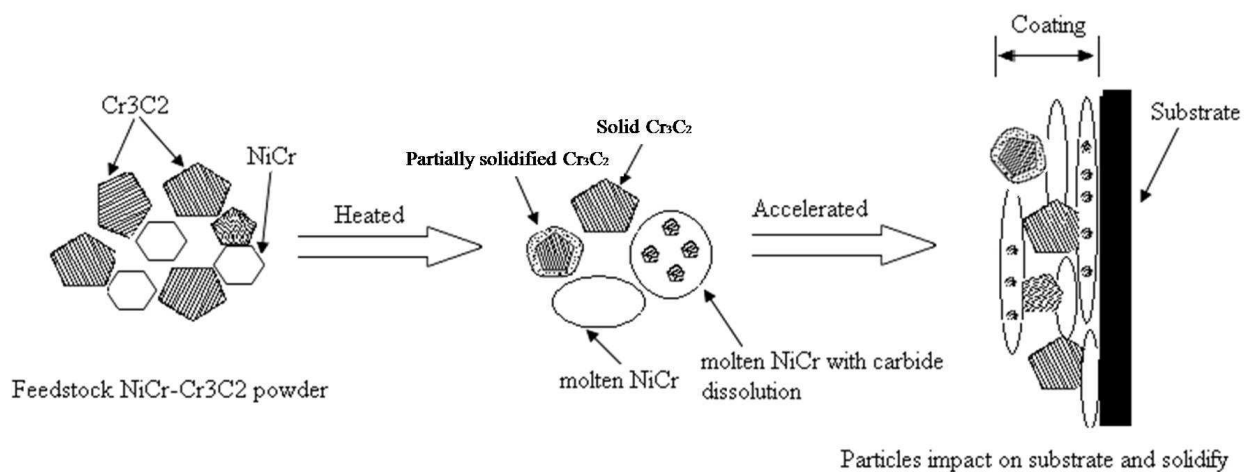 Coating
Cr3C2
NiCr
Solid Cr₃C₂
Partially solidified Cr₃C₂
Substrate
Heated
Accelerated
molten NiCr
molten NiCr with carbide
dissolution
Feedstock NiCr-Cr3C2 powder
Particles impact on substrate and solidify